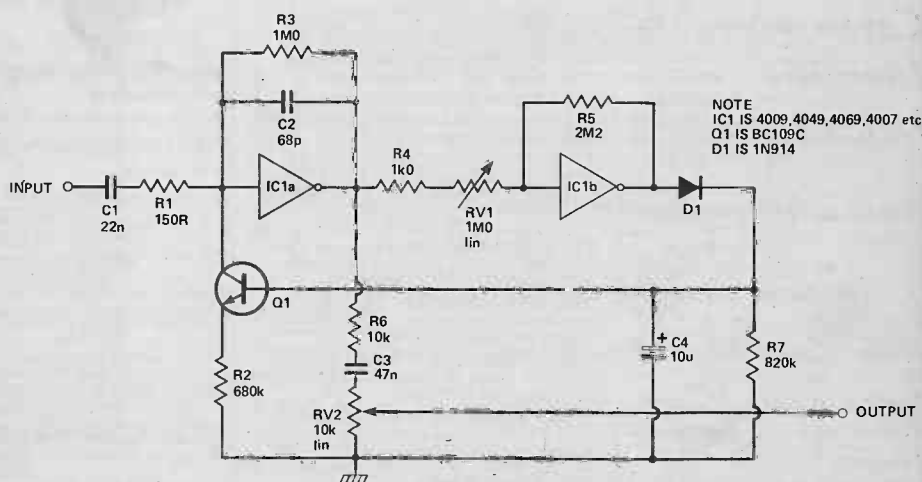 R3
1M0
C2
68p
NOTE
IC1 IS 4009,4049,4069,4007 etc
Q1 IS BC109C
D1 IS 1N914
R5
2M2
R4
1k0
INPUT
C1
22n
R1
150R
IC1a
RV1
1M0
lin
IC1b
D1
Q1
R6
10k
C3
47n
R2
680k
RV2
10k
lin
+
C4
10u
R7
820k
OUTPUT